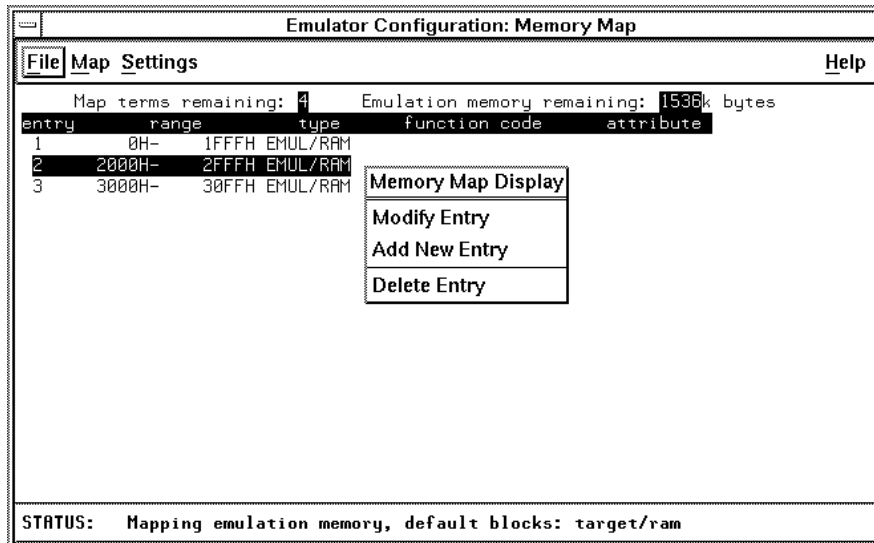 Emulator Configuration: Memory Map
File Map Settings Help
Map terms remaining: 4 Emulation memory remaining: 1536k bytes
entry range type function code attribute
1 0H- 1FFFH EMUL/RAM
2 2000H- 2FFFH EMUL/RAM
3 3000H- 30FFH EMUL/RAM
Memory Map Display
Modify Entry
Add New Entry
Delete Entry
STATUS: Mapping emulation memory, default blocks: target/ram